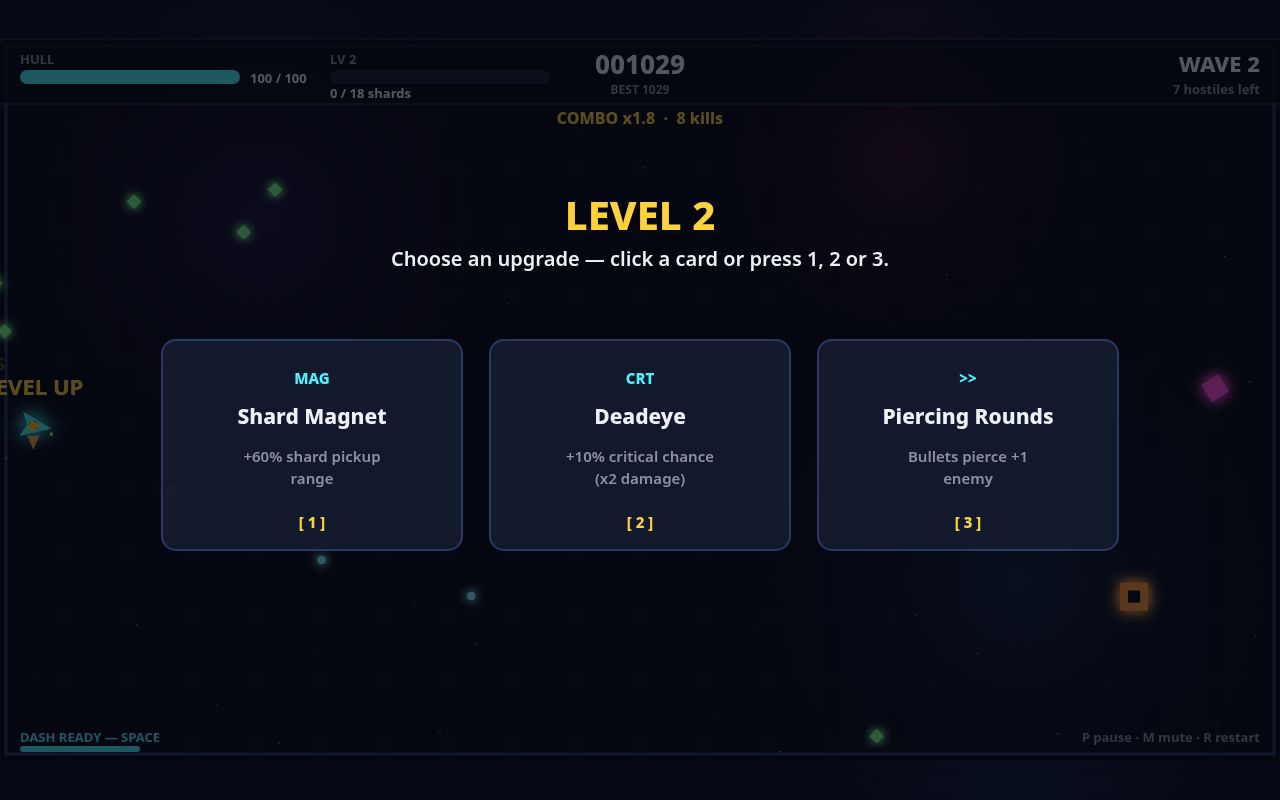 HULL
100 / 100
LV 2
0 / 18 shards
001029
BEST 1029
WAVE 2
7 hostiles left
COMBO x1.8 · 8 kills
LEVEL 2
Choose an upgrade — click a card or press 1, 2 or 3.
EVEL UP
MAG
Shard Magnet
+60% shard pickup
range
[ 1 ]
CRT
Deadeye
+10% critical chance
(x2 damage)
[ 2 ]
>>
Piercing Rounds
Bullets pierce +1
enemy
[ 3 ]
DASH READY — SPACE
P pause · M mute · R restart